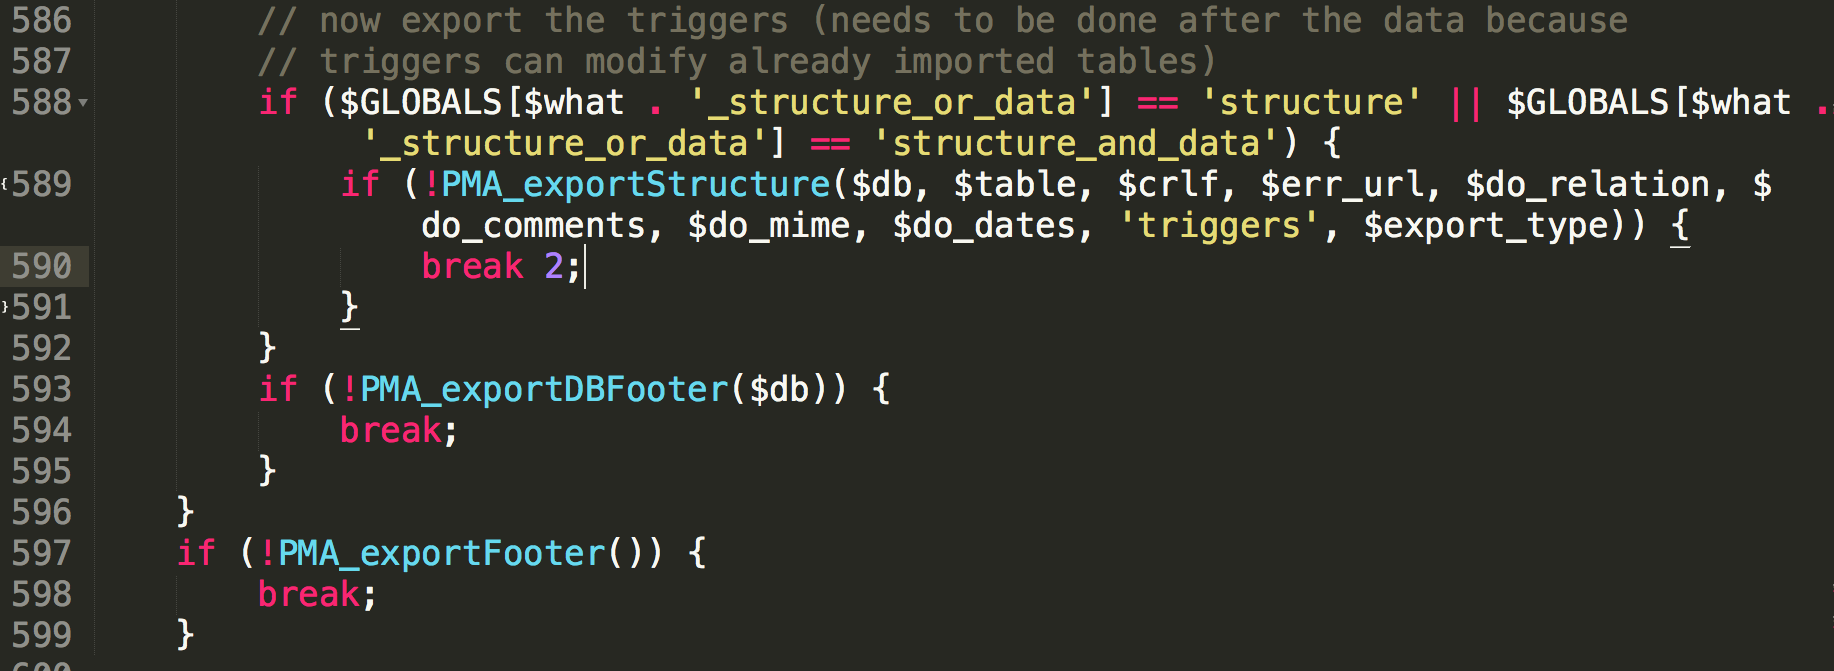 586 // now export the triggers (needs to be done after the data because
587 // triggers can modify already imported tables)
588 if ($GLOBALS[$what . '_structure_or_data'] == 'structure' || $GLOBALS[$what .
'_structure_or_data'] == 'structure_and_data') {
589 if (!PMA_exportStructure($db, $table, $crlf, $err_url, $do_relation, $
do_comments, $do_mime, $do_dates, 'triggers', $export_type)) {
590 break 2;
591 }
592 }
593 if (!PMA_exportDBFooter($db)) {
594 break;
595 }
596 }
597 if (!PMA_exportFooter()) {
598 break;
599 }